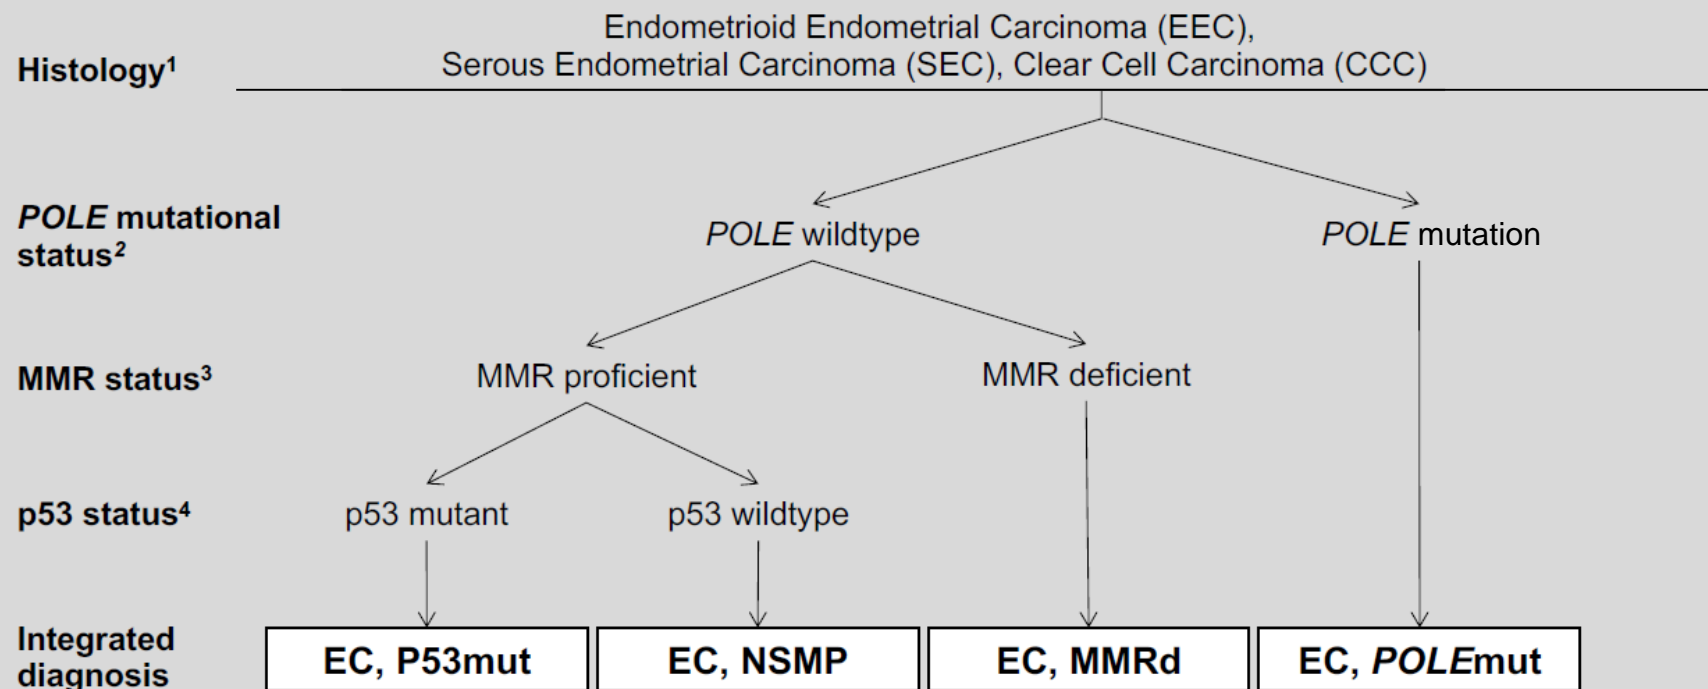 Endometrioid Endometrial Carcinoma (EEC),
Histology¹
Serous Endometrial Carcinoma (SEC), Clear Cell Carcinoma (CCC)
POLE mutational
status²
POLE wildtype
POLE mutation
MMR status³
MMR proficient
MMR deficient
p53 status⁴
p53 mutant
p53 wildtype
Integrated
diagnosis
EC, P53mut
EC, NSMP
EC, MMRd
EC, POLEmut